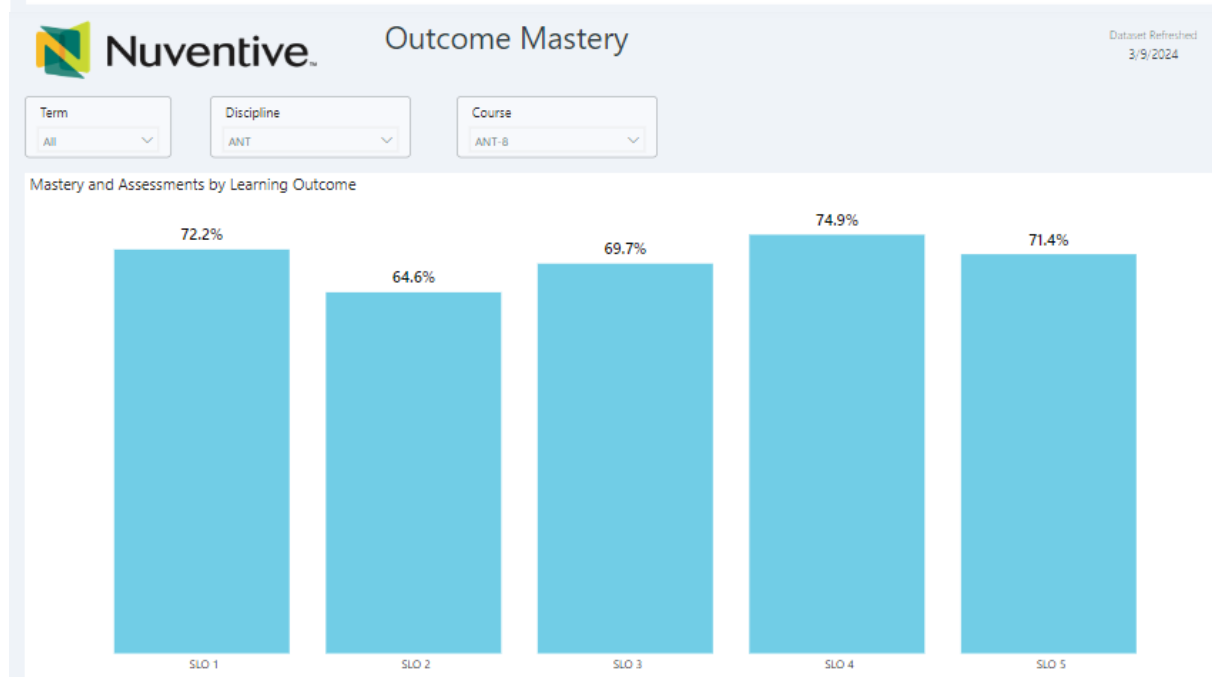 Nuventive™
Outcome Mastery
Dataset Refreshed
3/9/2024
Term
All
Discipline
ANT
Course
ANT-8
Mastery and Assessments by Learning Outcome
72.2%
64.6%
69.7%
74.9%
71.4%
SLO 1
SLO 2
SLO 3
SLO 4
SLO 5